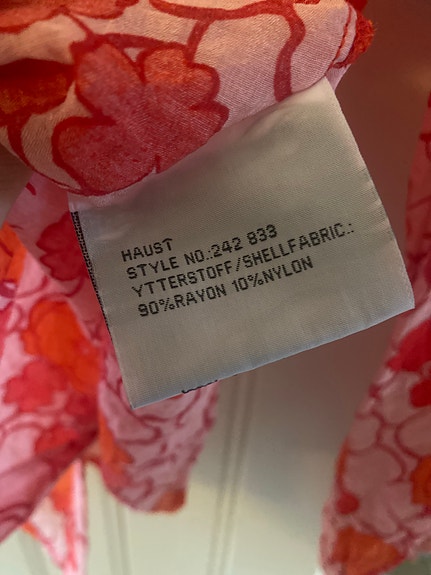 HAUST
STYLE NO.:242 833
YTTERSTOFF/SHELLFABRIC.:
90%RAYON 10%NYLON